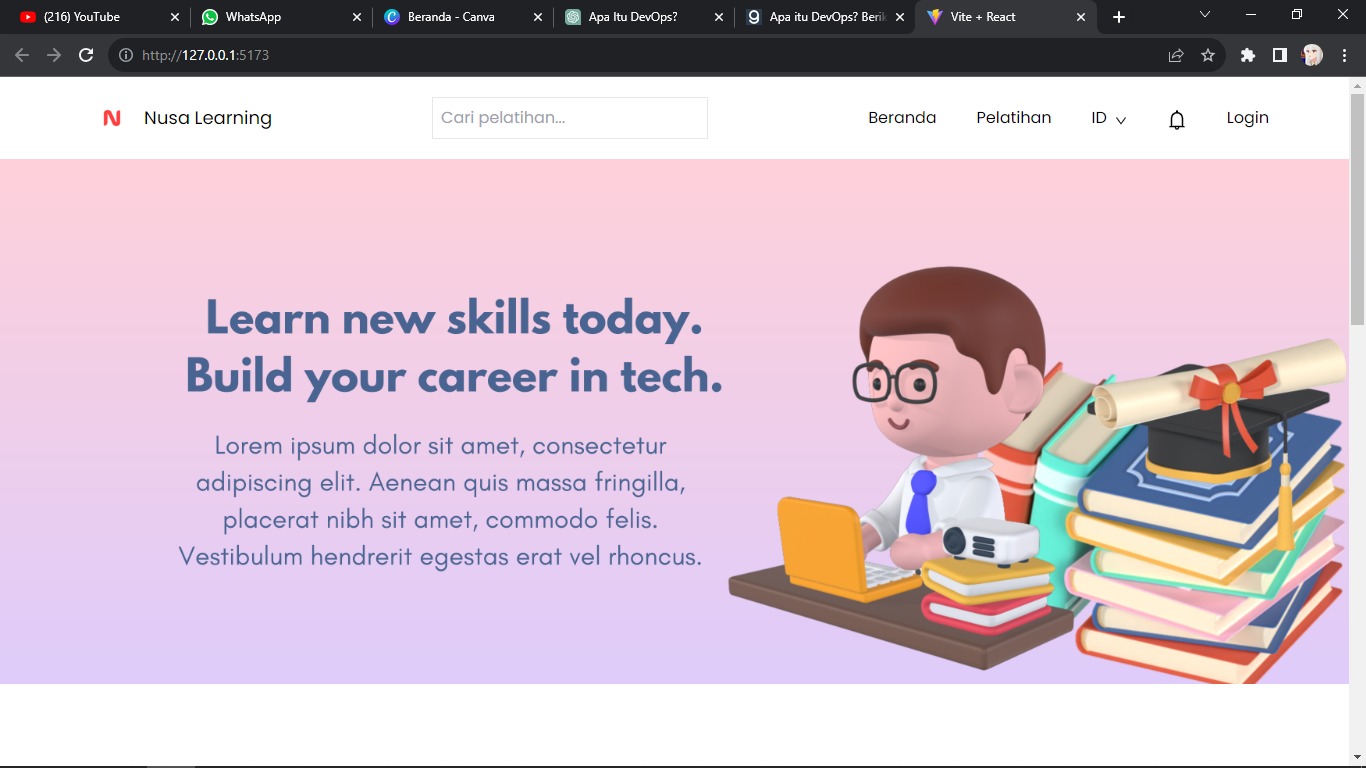 (216) YouTube
WhatsApp
Beranda - Canva
Apa Itu DevOps?
Apa itu DevOps? Berik
Vite + React
http://127.0.0.1:5173
N
Nusa Learning
Cari pelatihan...
Beranda
Pelatihan
ID
Login
Learn new skills today.
Build your career in tech.
Lorem ipsum dolor sit amet, consectetur
adipiscing elit. Aenean quis massa fringilla,
placerat nibh sit amet, commodo felis.
Vestibulum hendrerit egestas erat vel rhoncus.